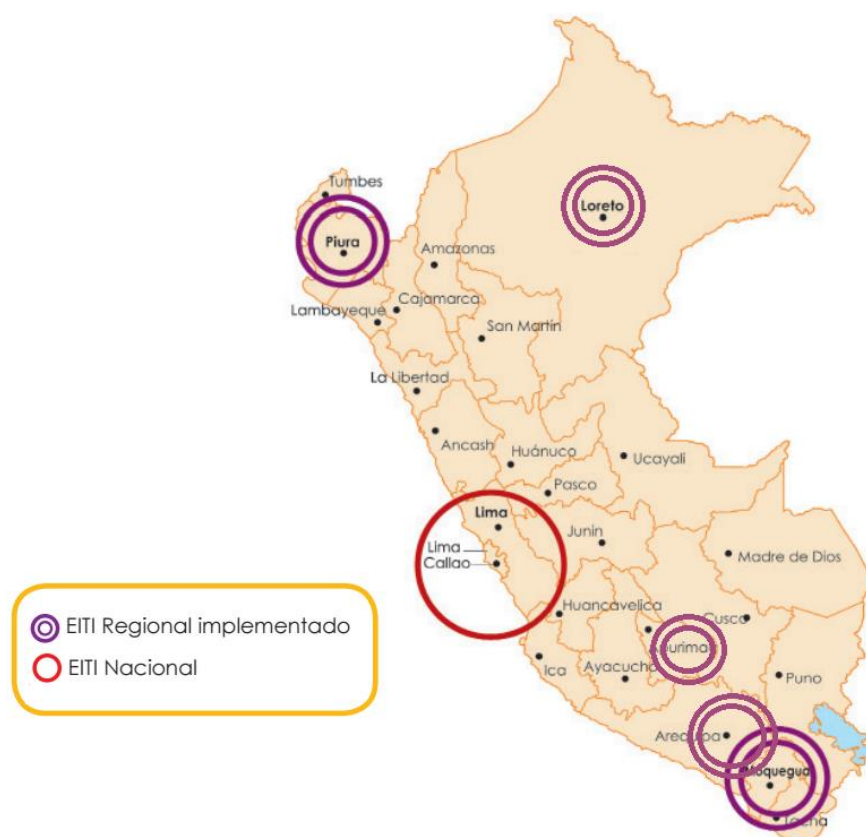 Tumbes
Loreto
Piura
Amazonas
Cajamarca
Lambayeque
San Martín
La Libertad
Ancash
Huánuco
Ucayali
Pasco
Lima
Junín
Lima
Callao
Madre de Dios
Huancavelica
Cusco
Ica
Ayacucho
Puno
Arequipa
EITI Regional implementado
EITI Nacional